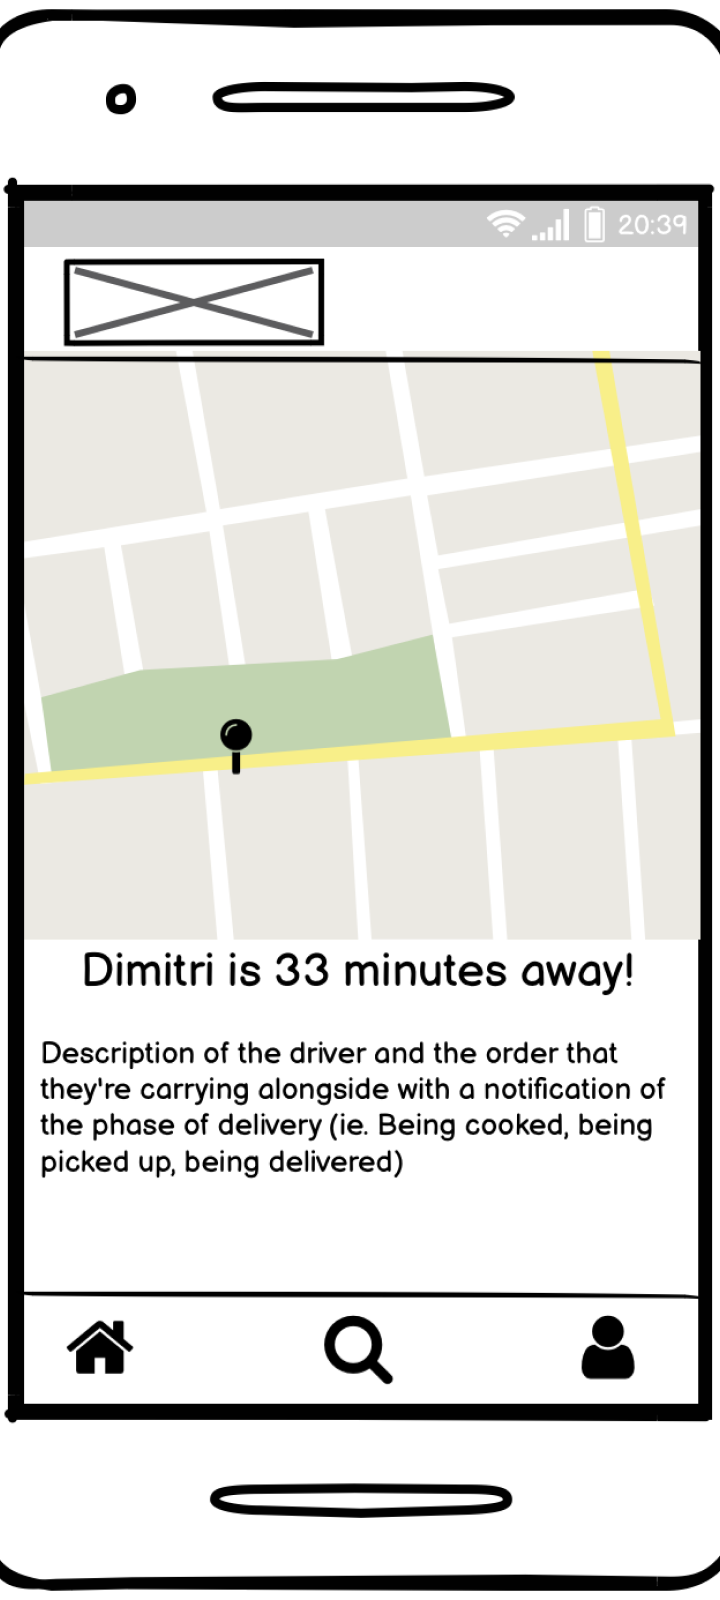 20:39
Dimitri is 33 minutes away!
Description of the driver and the order that
they're carrying alongside with a notification of
the phase of delivery (ie. Being cooked, being
picked up, being delivered)